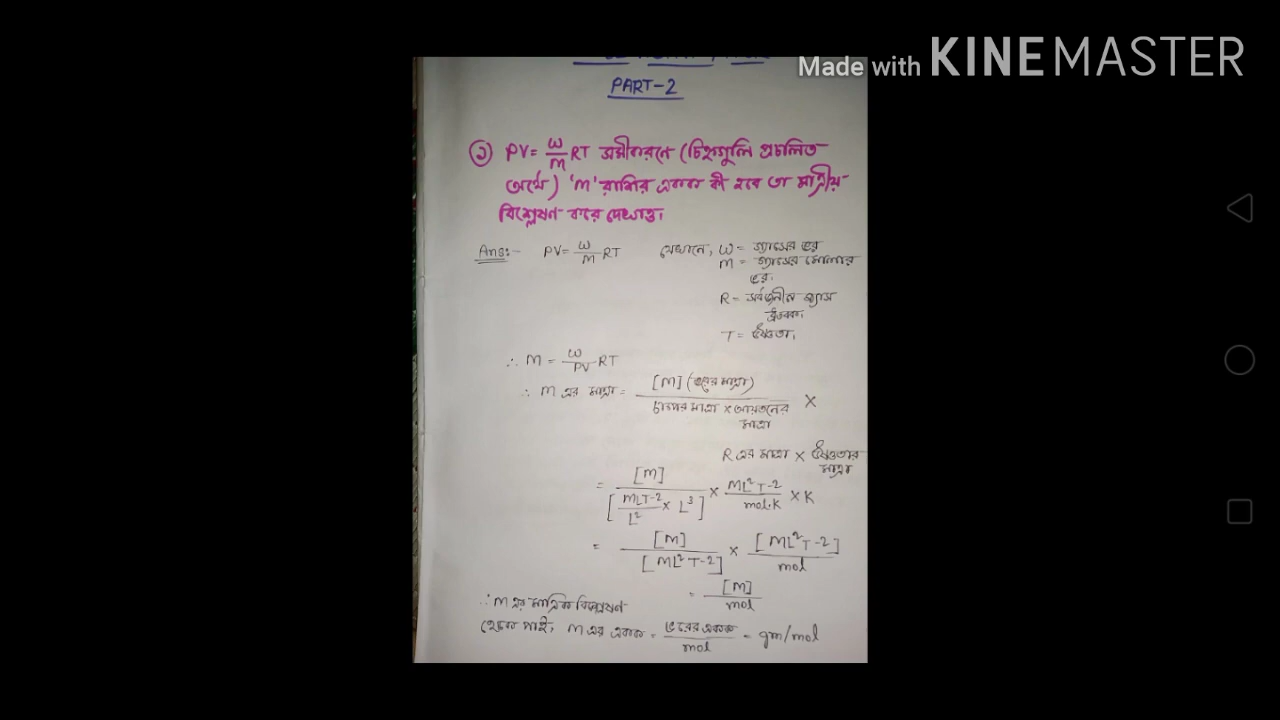 Made with KINEMASTER
PART-2
① PV= W/M RT সমীকরণে (চিহ্নগুলি প্রচলিত
অর্থে) 'M' রাশির একক কী হবে তা মাত্রীয়
বিশ্লেষণ করে দেখাও।
Ans:- PV= W/M RT যেখানে, W = গ্যাসের ভর
M = গ্যাসের মোলার
ভর।
R = সর্বজনীন গ্যাস
ধ্রুবক।
T = উষ্ণতা।
∴ M = W/PV RT
∴ M এর মাত্রা = [M] (ভরের মাত্রা) / চাপের মাত্রা × আয়তনের মাত্রা ×
R এর মাত্রা × উষ্ণতার
মাত্রা
= [M] / [MLT-2/L² × L³] × ML²T-2/mol.K × K
= [M] / [ML²T-2] × [ML²T-2] / mol
= [M] / mol
∴ M এর মাত্রিক বিশ্লেষণ
থেকে পাই, M এর একক = ভরের একক / mol = gm/mol